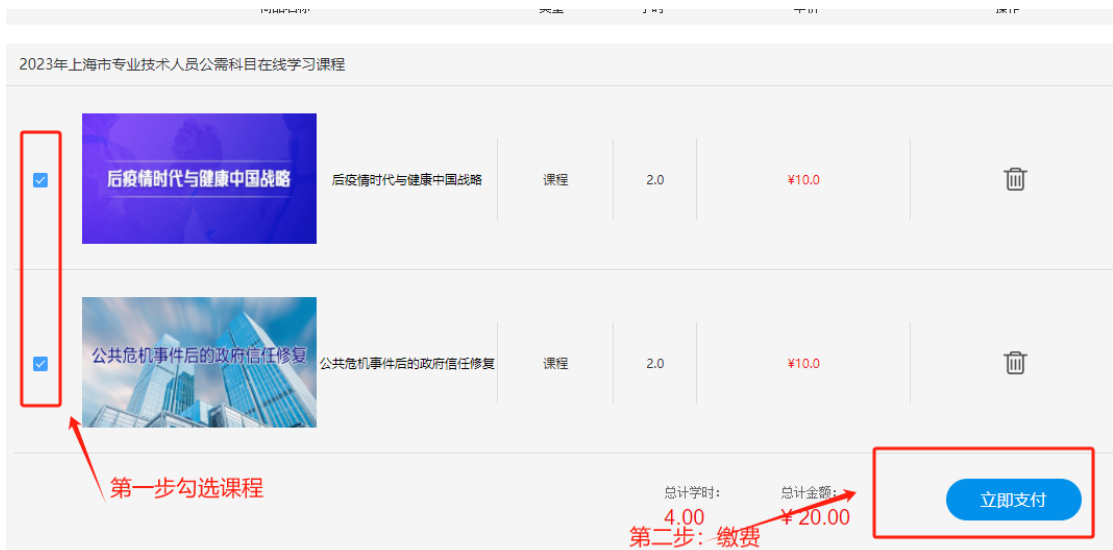 2023年上海市专业技术人员公需科目在线学习课程
后疫情时代与健康中国战略 后疫情时代与健康中国战略 课程 2.0 ¥10.0
公共危机事件后的政府信任修复 公共危机事件后的政府信任修复 课程 2.0 ¥10.0
第一步勾选课程
总计学时： 总计金额：
4.00 ¥ 20.00 立即支付
第二步：缴费